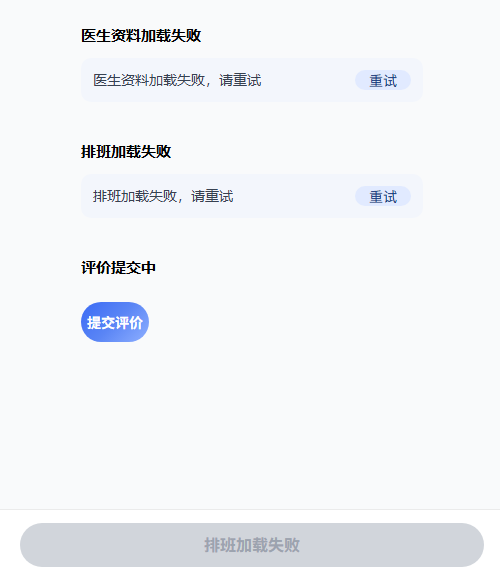 医生资料加载失败
医生资料加载失败，请重试
重试
排班加载失败
排班加载失败，请重试
重试
评价提交中
提交评价
排班加载失败